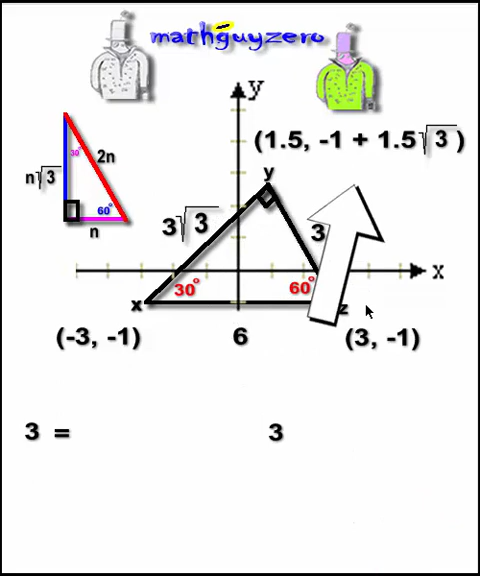 mathguyzero
y
(1.5, -1 + 1.5√3)
30°
2n
n√3
60°
n
y
3√3
3
x
30°
60°
x
z
(-3, -1)
6
(3, -1)
3 =
3